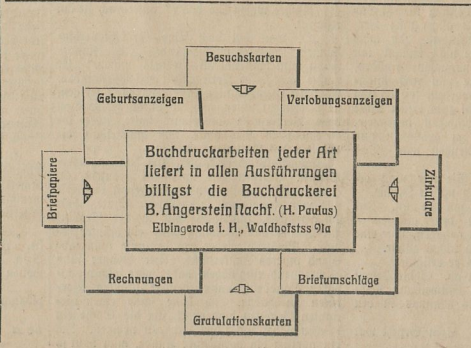 Besuchskarten
Geburtsanzeigen
Verlobungsanzeigen
Briefpapiere
Buchdruckarbeiten jeder Art
liefert in allen Ausführungen
billigst die Buchdruckerei
B. Angerstein Nachf. (H. Paulus)
Elbingerode i. H., Waldhofstss 91a
Zirkulare
Rechnungen
Briefumschläge
Gratulationskarten